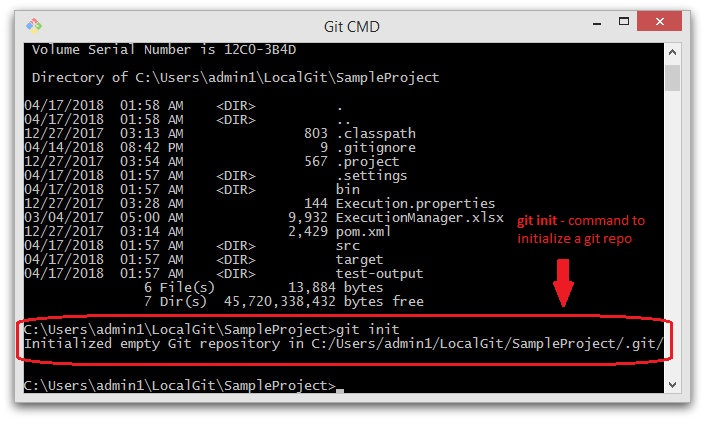 Git CMD
Volume Serial Number is 12C0-3B4D
Directory of C:\Users\admin1\LocalGit\SampleProject
04/17/2018  01:58 AM    <DIR>          .
04/17/2018  01:58 AM    <DIR>          ..
12/27/2017  03:13 AM               803 .classpath
04/14/2018  08:42 PM                 9 .gitignore
12/27/2017  03:54 AM               567 .project
04/17/2018  01:57 AM    <DIR>          .settings
04/17/2018  01:57 AM    <DIR>          bin
12/27/2017  03:28 AM               144 Execution.properties
03/04/2017  05:00 AM             9,932 ExecutionManager.xlsx
12/27/2017  03:14 AM             2,429 pom.xml
04/17/2018  01:57 AM    <DIR>          src
04/17/2018  01:57 AM    <DIR>          target
04/17/2018  01:57 AM    <DIR>          test-output
6 File(s)         13,884 bytes
7 Dir(s)  45,720,338,432 bytes free
git init - command to
initialize a git repo
C:\Users\admin1\LocalGit\SampleProject>git init
Initialized empty Git repository in C:/Users/admin1/LocalGit/SampleProject/.git/
C:\Users\admin1\LocalGit\SampleProject>